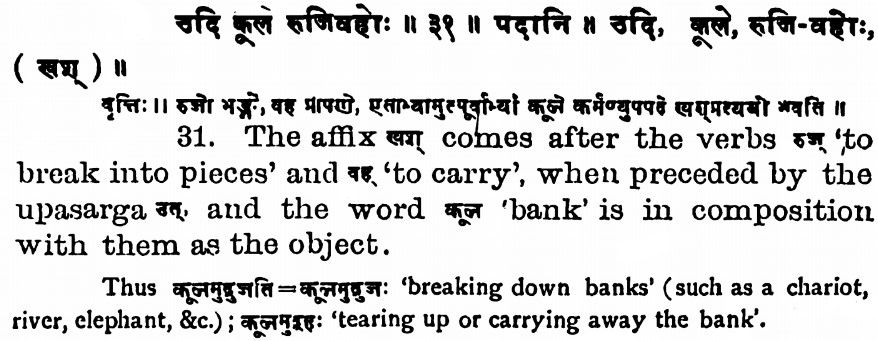 उदि कूले रुजिवहोः ॥ ३१ ॥ पदानि ॥ उदि, कूले, रुजि-वहोः,
( खश् ) ॥
वृत्तिः ॥ रुजो भङ्गे, वह प्रापणे, एताभ्यामुत्पूर्वाभ्यां कूले कर्मण्युपपदे खश्प्रत्ययो भवति ॥
31. The affix खश् comes after the verbs रुज् 'to
break into pieces' and वह् 'to carry', when preceded by the
upasarga उत्, and the word कूल 'bank' is in composition
with them as the object.
Thus कूलमुद्रुजति=कूलमुद्रुजः 'breaking down banks' (such as a chariot,
river, elephant, &c.); कूलमुद्वहः 'tearing up or carrying away the bank'.